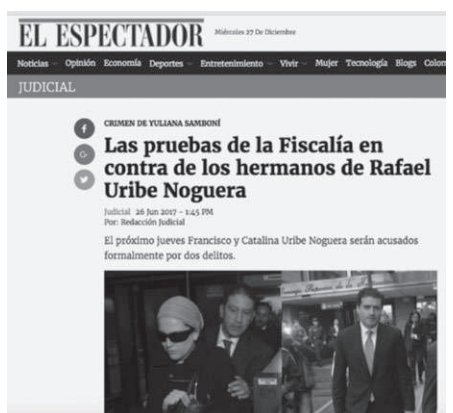 EL ESPECTADOR
Miércoles 27 De Diciembre
Noticias Opinión Economía Deportes Entretenimiento Vivir Mujer Tecnología Blogs Colom
JUDICIAL
CRIMEN DE YULIANA SAMBONÍ
Las pruebas de la Fiscalía en
contra de los hermanos de Rafael
Uribe Noguera
Judicial 26 Jun 2017 - 1:45 PM
Por: Redacción Judicial
El próximo jueves Francisco y Catalina Uribe Noguera serán acusados
formalmente por dos delitos.